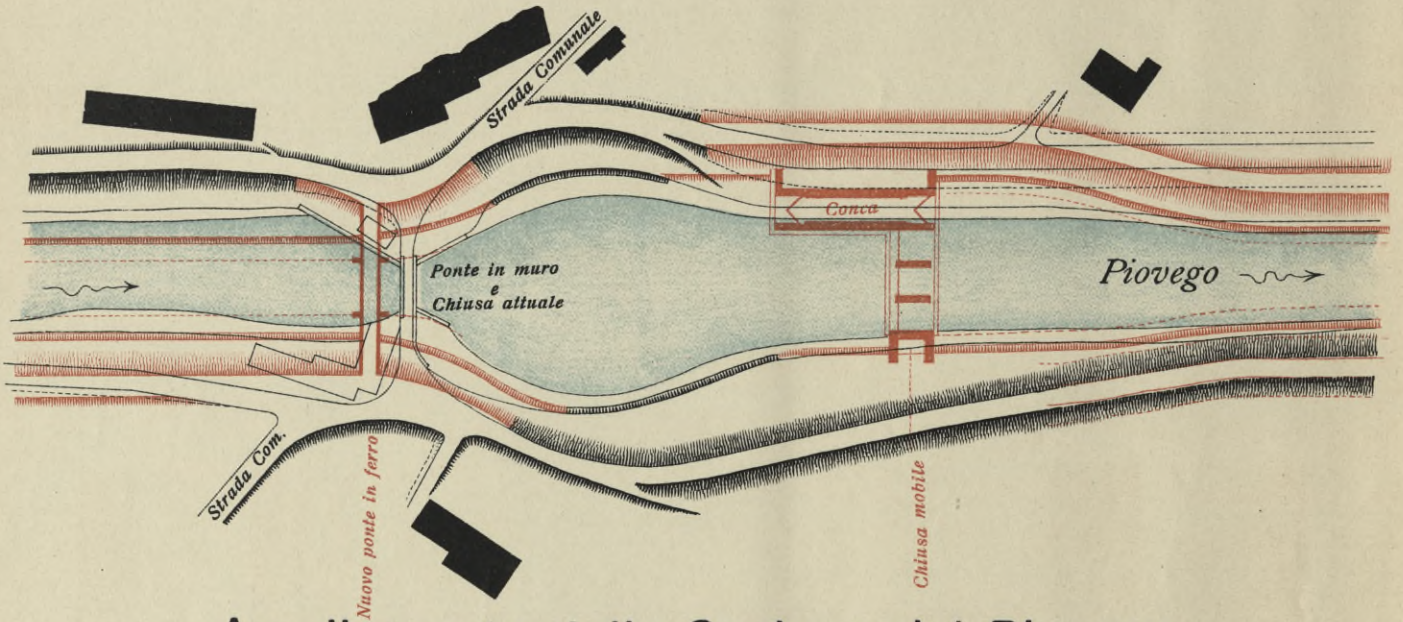 Strada Comunale
Conca
Ponte in muro
e
Chiusa attuale
Piovego
Strada Com.
Nuovo ponte in ferro
Chiusa mobile